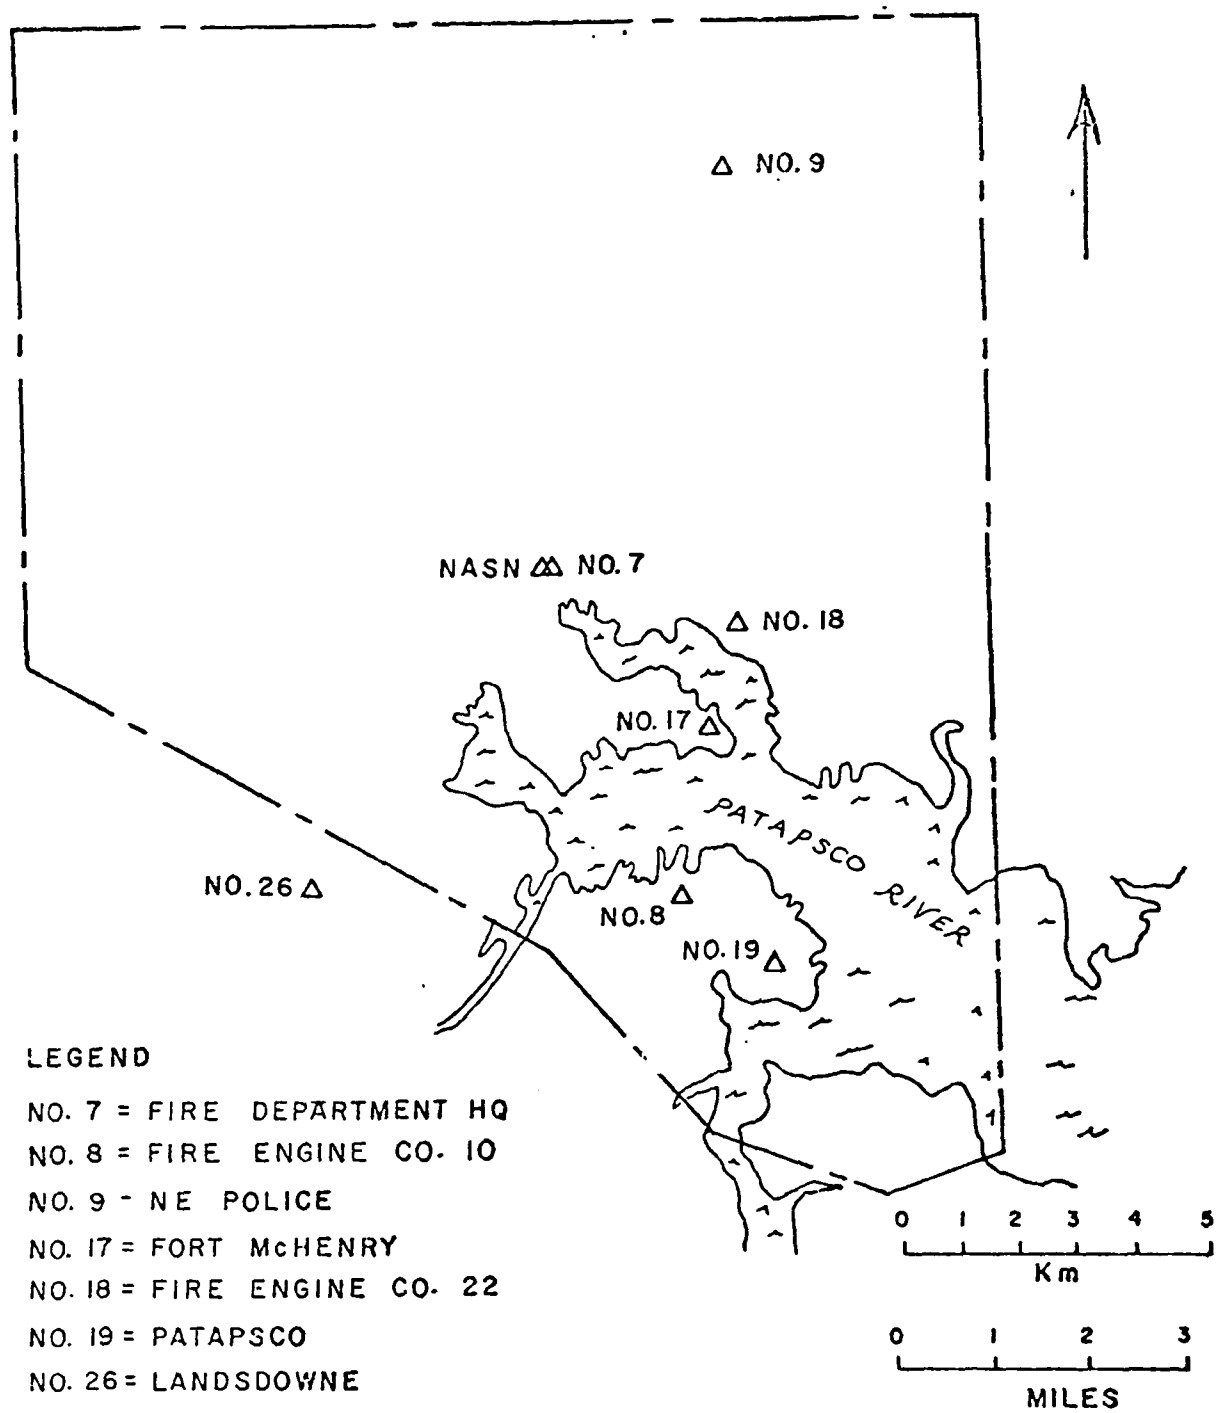 NO. 9
NASN NO. 7
NO. 18
NO. 17
PATAPSCO RIVER
NO. 26
NO. 8
NO. 19
LEGEND
NO. 7 = FIRE DEPARTMENT HQ
NO. 8 = FIRE ENGINE CO. 10
NO. 9 - NE POLICE
NO. 17 = FORT McHENRY
NO. 18 = FIRE ENGINE CO. 22
NO. 19 = PATAPSCO
NO. 26 = LANDSDOWNE
0 1 2 3 4 5
Km
0 1 2 3
MILES